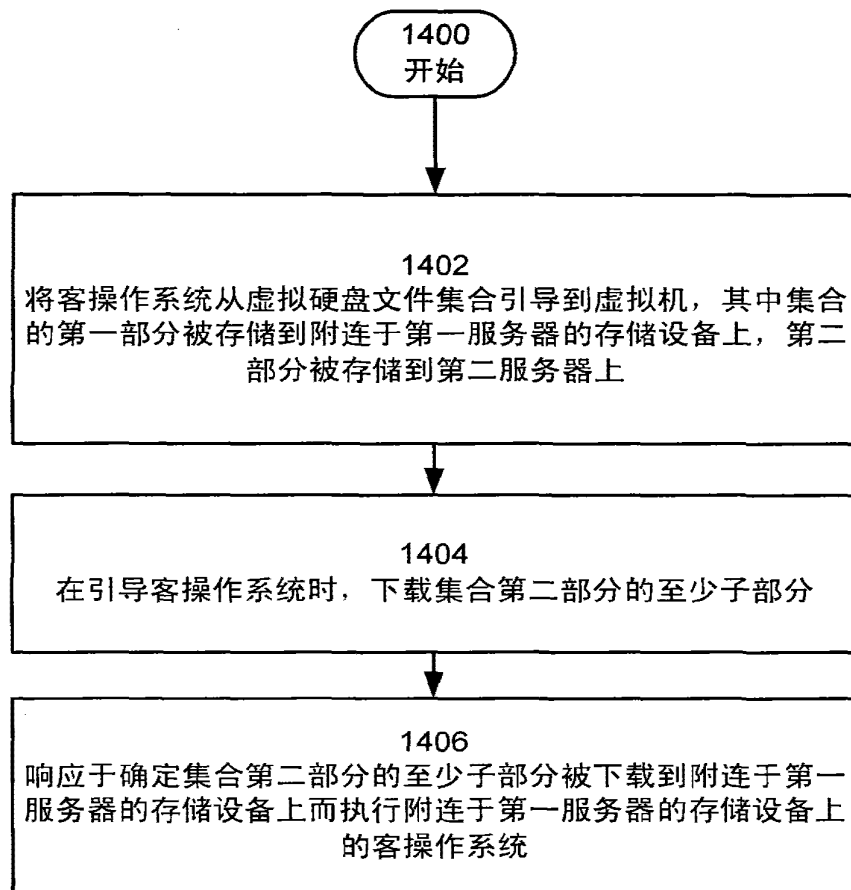 1400
开始
1402
将客操作系统从虚拟硬盘文件集合引导到虚拟机，其中集合
的第一部分被存储到附连于第一服务器的存储设备上，第二
部分被存储到第二服务器上
1404
在引导客操作系统时，下载集合第二部分的至少子部分
1406
响应于确定集合第二部分的至少子部分被下载到附连于第一
服务器的存储设备上而执行附连于第一服务器的存储设备上
的客操作系统